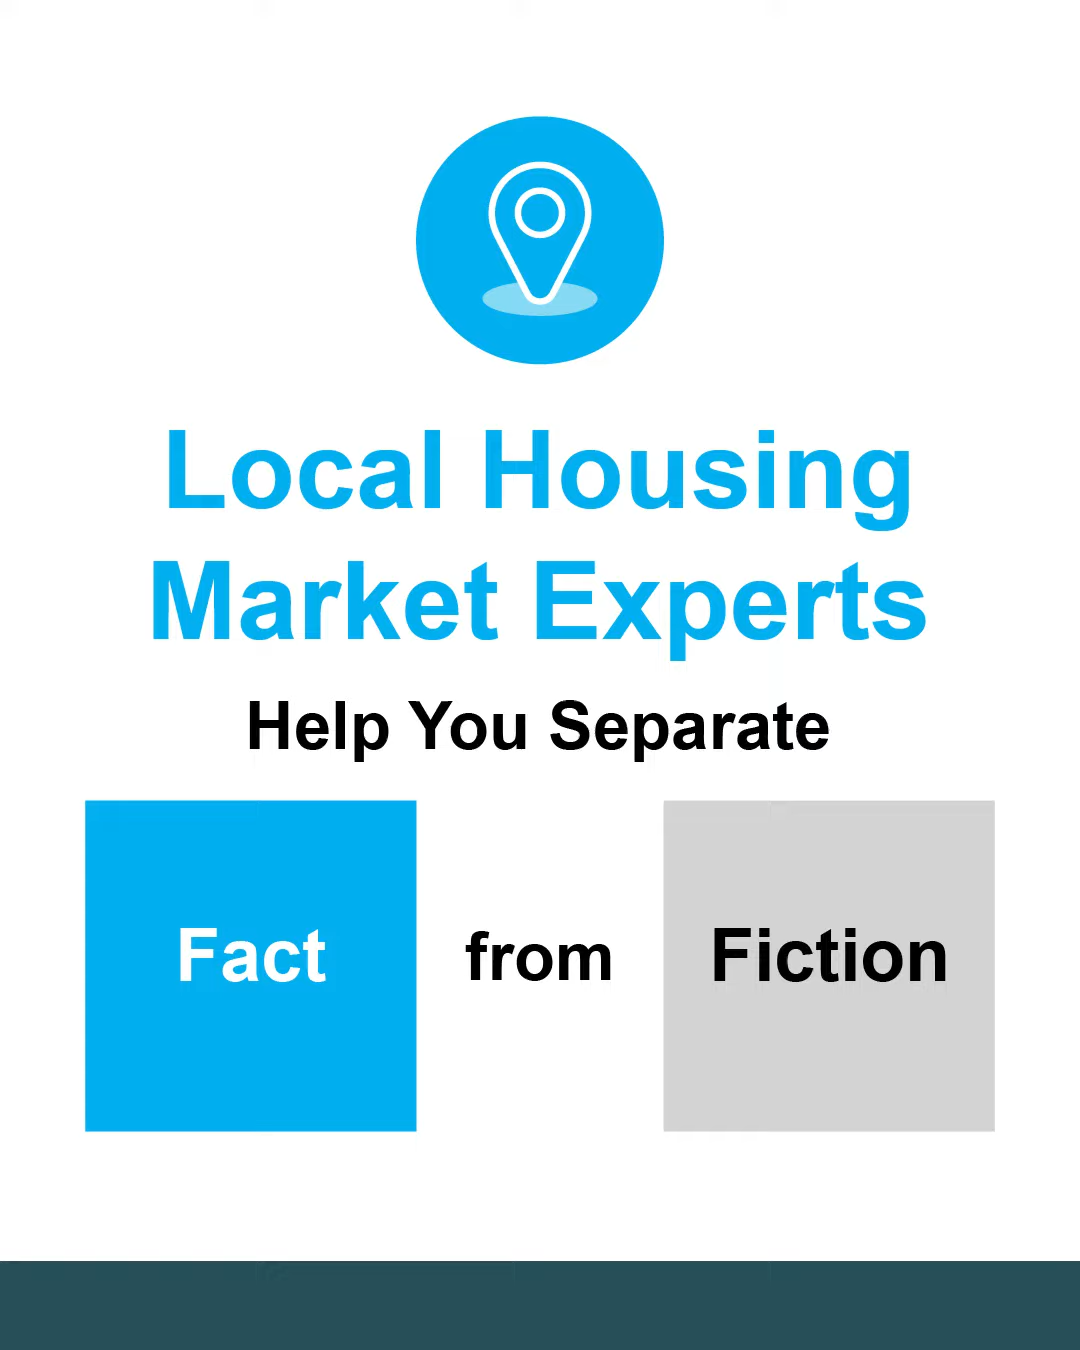 Local Housing
Market Experts
Help You Separate
Fact from Fiction